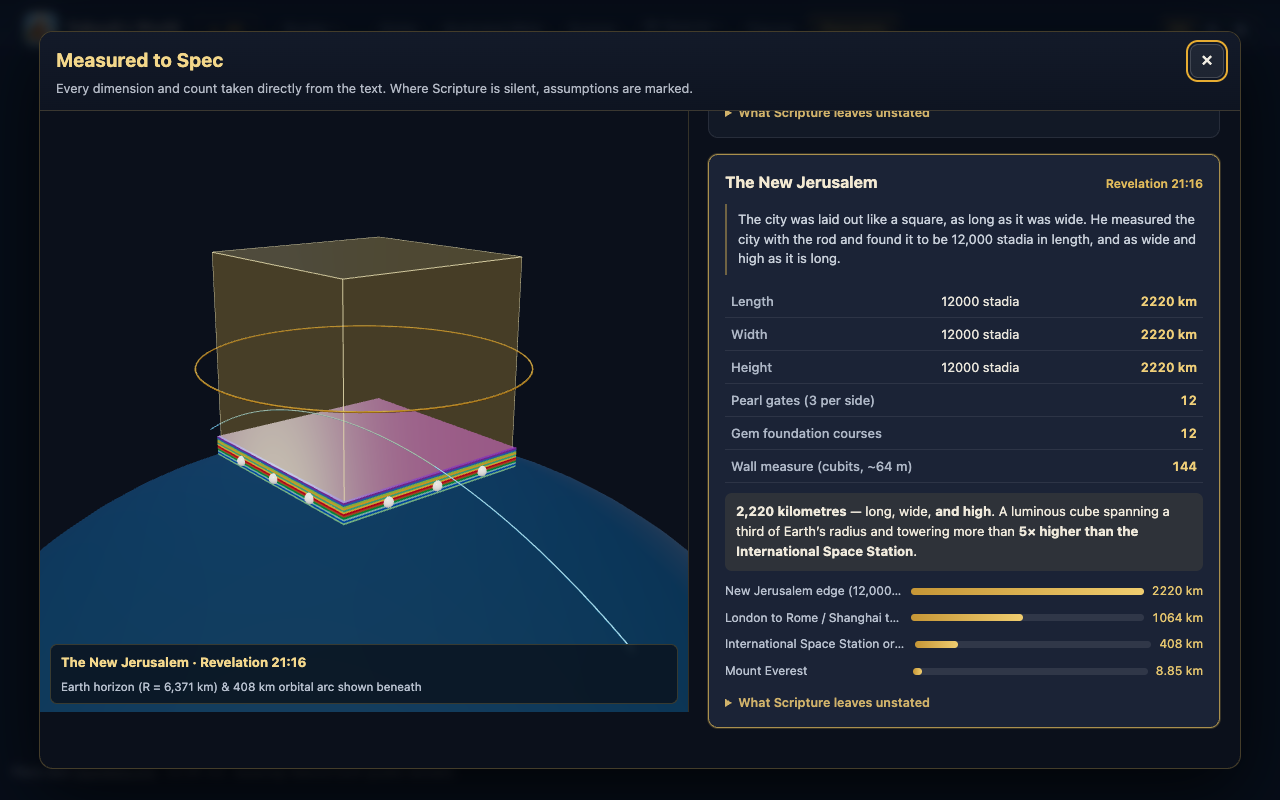 Measured to Spec
Every dimension and count taken directly from the text. Where Scripture is silent, assumptions are marked.
×
▶ What Scripture leaves unstated
The New Jerusalem
Revelation 21:16
The city was laid out like a square, as long as it was wide. He measured the
city with the rod and found it to be 12,000 stadia in length, and as wide and
high as it is long.
Length 12000 stadia 2220 km
Width 12000 stadia 2220 km
Height 12000 stadia 2220 km
Pearl gates (3 per side) 12
Gem foundation courses 12
Wall measure (cubits, ~64 m) 144
2,220 kilometres — long, wide, and high. A luminous cube spanning a
third of Earth's radius and towering more than 5× higher than the
International Space Station.
New Jerusalem edge (12,000... 2220 km
London to Rome / Shanghai t... 1064 km
International Space Station or... 408 km
Mount Everest 8.85 km
▶ What Scripture leaves unstated
The New Jerusalem · Revelation 21:16
Earth horizon (R = 6,371 km) & 408 km orbital arc shown beneath